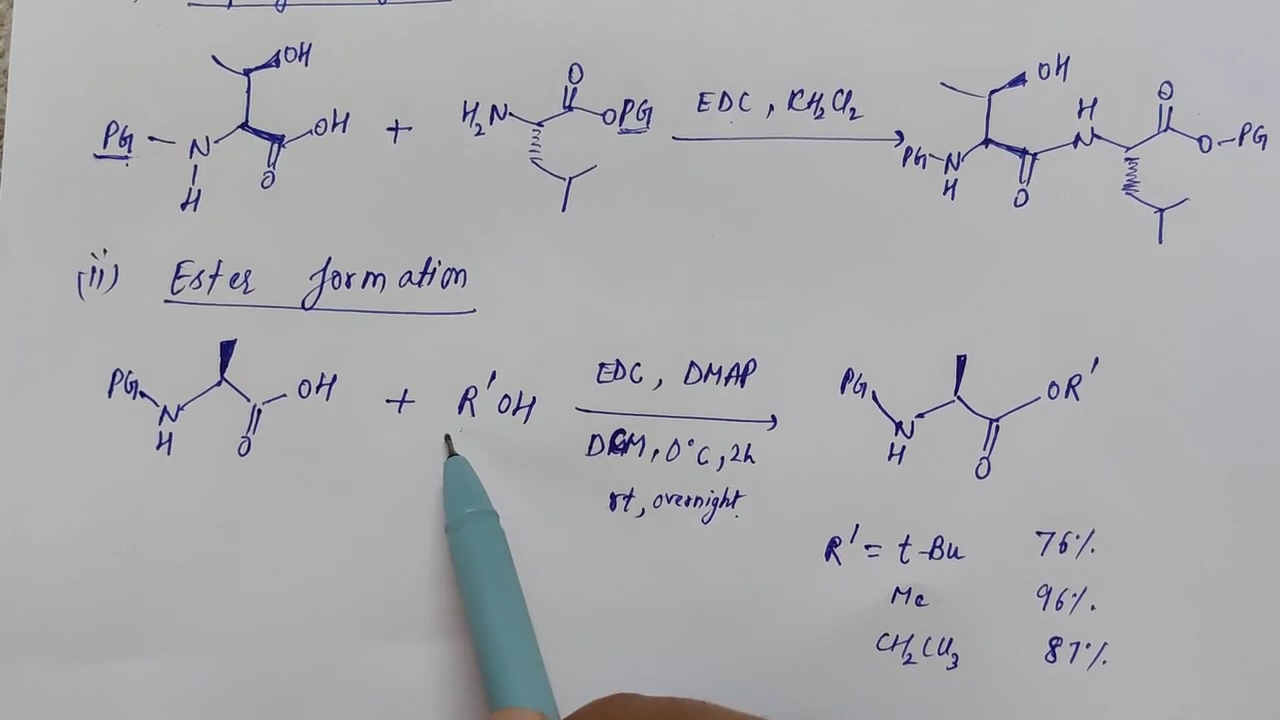 PG-N H OH OH O + H2N O OPG EDC, CH2Cl2 PG-N H OH O H N O O-PG
(ii) Ester formation
PG N H OH O + R'OH EDC, DMAP PG N H O OR'
DCM, 0°C, 2h
rt, overnight.
R' = t-Bu 76%.
Me 96%.
CH2CCl3 87%.